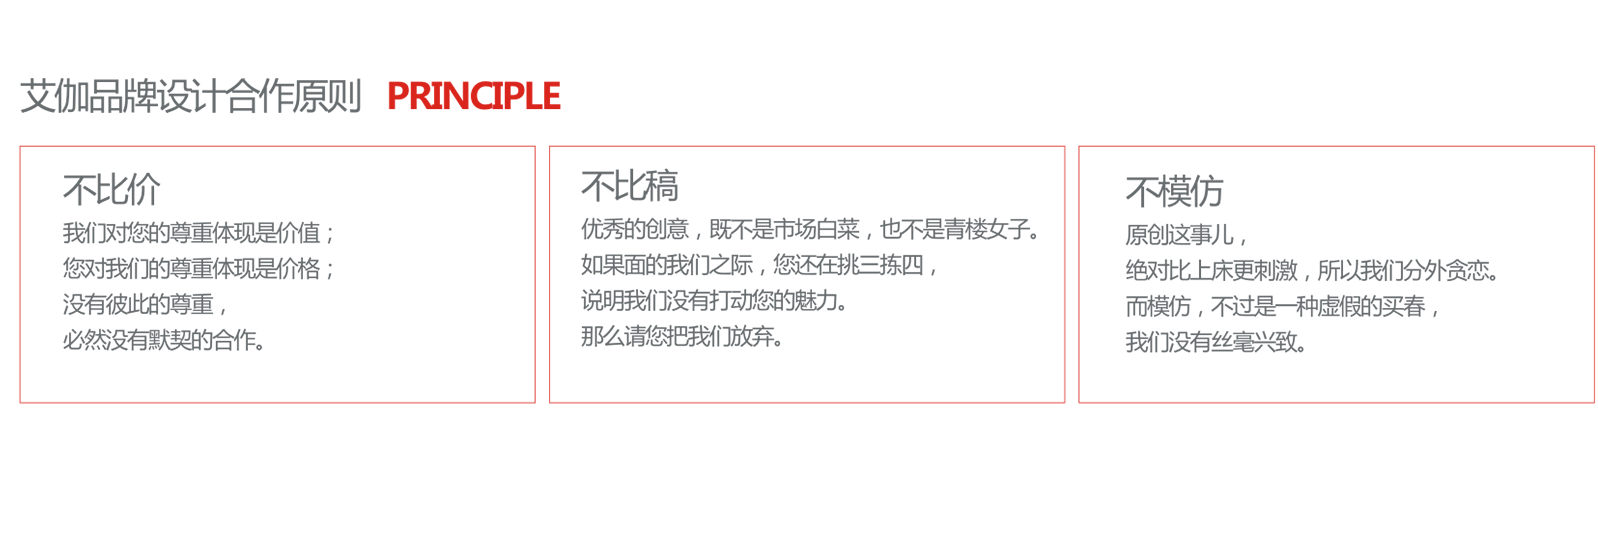 艾伽品牌设计合作原则 PRINCIPLE
不比价
我们对您的尊重体现是价值；
您对我们的尊重体现是价格；
没有彼此的尊重，
必然没有默契的合作。
不比稿
优秀的创意，既不是市场白菜，也不是青楼女子。
如果面的我们之际，您还在挑三拣四，
说明我们没有打动您的魅力。
那么请您把我们放弃。
不模仿
原创这事儿，
绝对比上床更刺激，所以我们分外贪恋。
而模仿，不过是一种虚假的买春，
我们没有丝毫兴致。